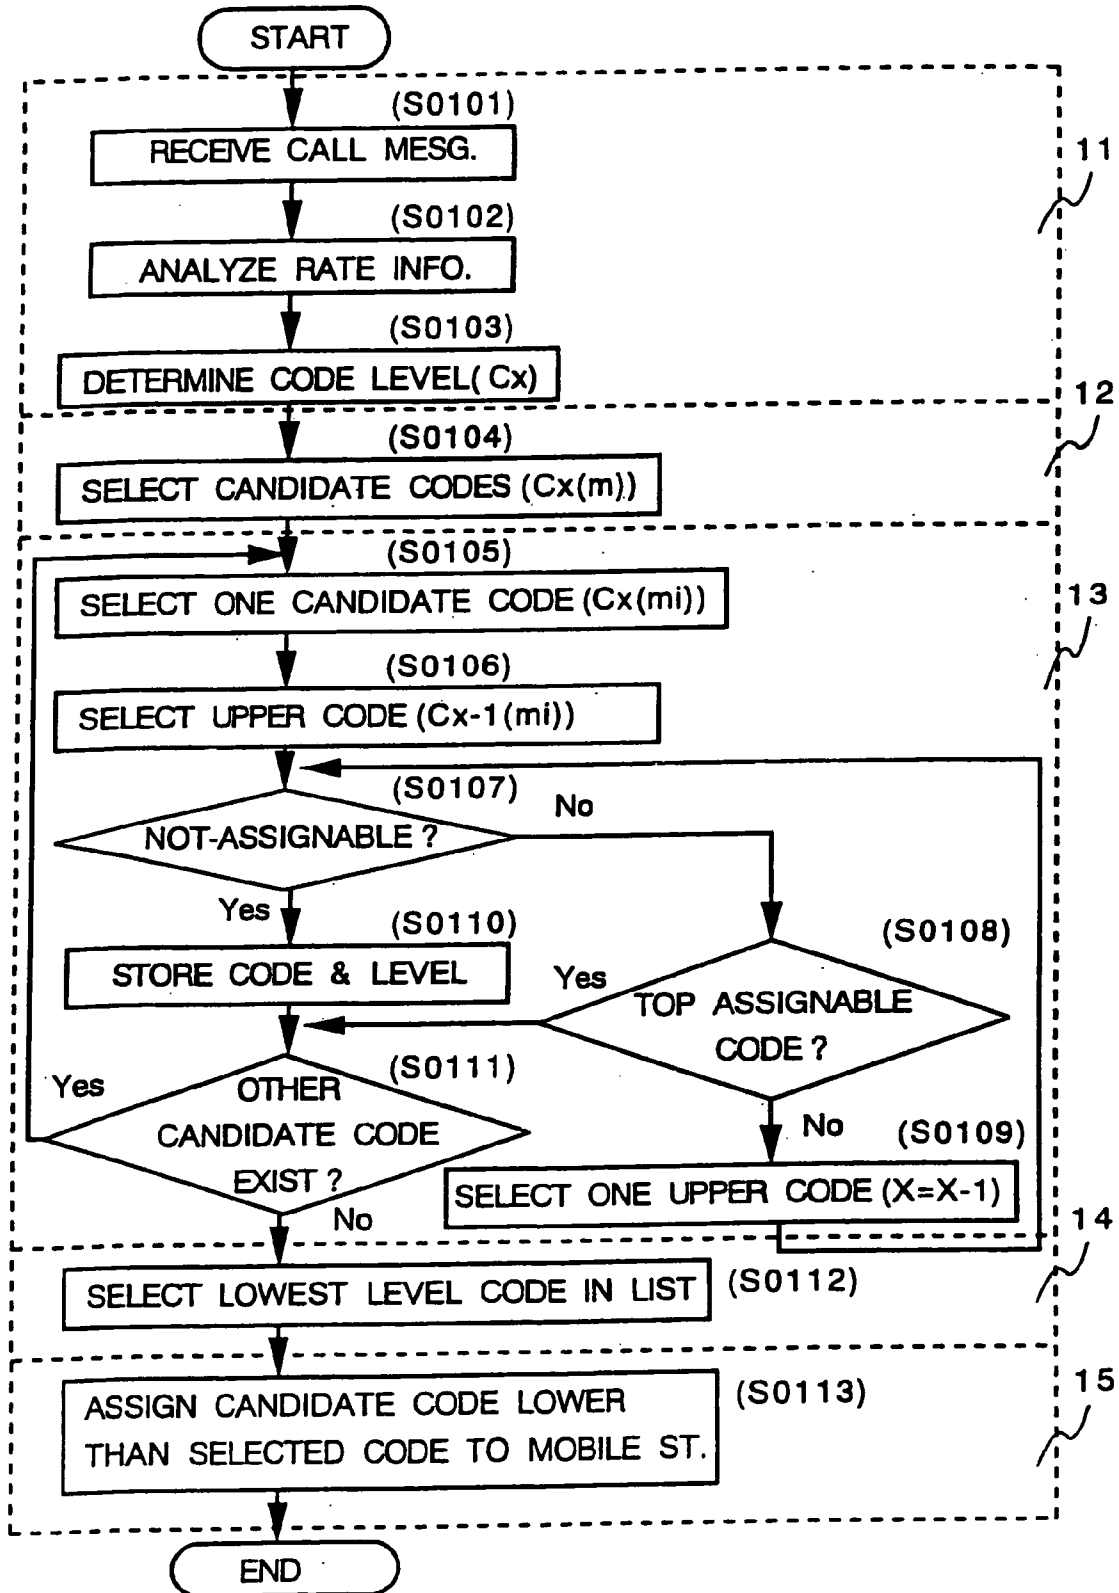 START
(S0101)
RECEIVE CALL MESG.
11
(S0102)
ANALYZE RATE INFO.
(S0103)
DETERMINE CODE LEVEL(Cx)
12
(S0104)
SELECT CANDIDATE CODES (Cx(m))
(S0105)
SELECT ONE CANDIDATE CODE (Cx(mi))
13
(S0106)
SELECT UPPER CODE (Cx-1(mi))
(S0107)
No
NOT-ASSIGNABLE ?
Yes
(S0110)
(S0108)
STORE CODE & LEVEL
Yes
TOP ASSIGNABLE
CODE ?
(S0111)
Yes
OTHER
CANDIDATE CODE
EXIST ?
No
No
(S0109)
SELECT ONE UPPER CODE (X=X-1)
14
SELECT LOWEST LEVEL CODE IN LIST
(S0112)
15
ASSIGN CANDIDATE CODE LOWER
THAN SELECTED CODE TO MOBILE ST.
(S0113)
END